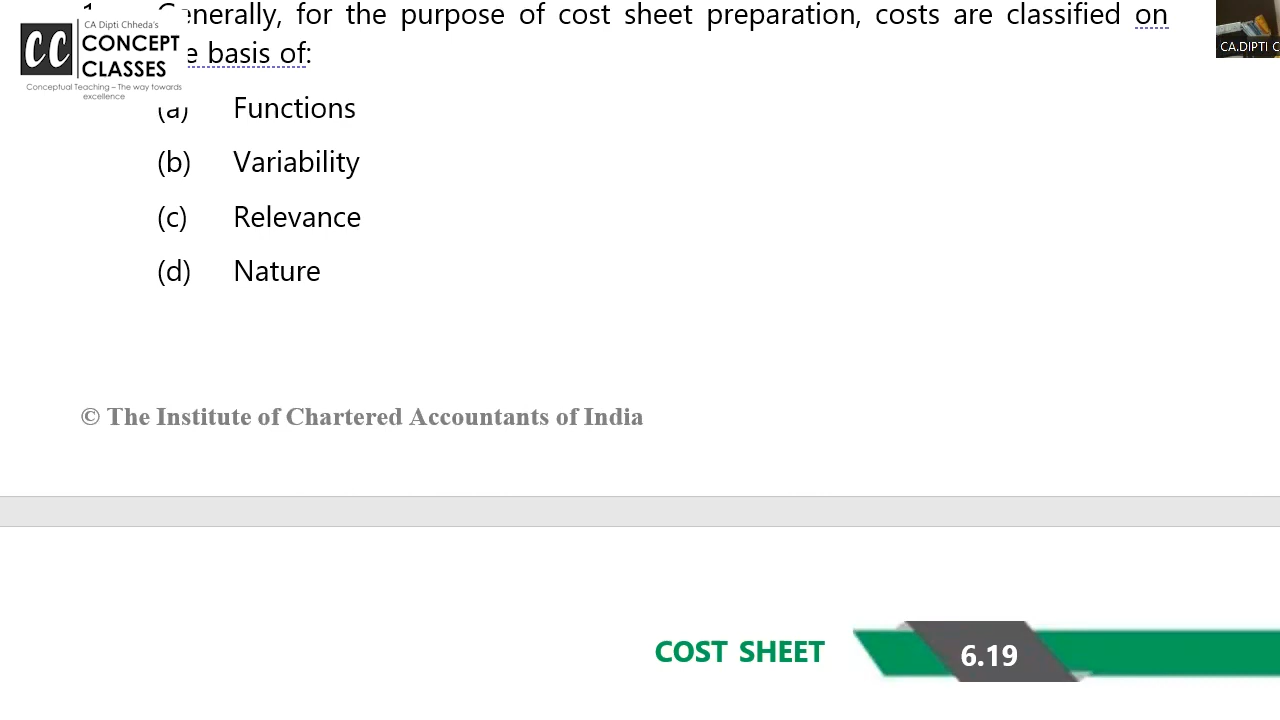 CA Dipti Chheda's
CC CONCEPT
CLASSES
Conceptual Teaching – The way towards
excellence
for the purpose of cost sheet preparation, costs are classified on
basis of:
(a) Functions
(b) Variability
(c) Relevance
(d) Nature
© The Institute of Chartered Accountants of India
COST SHEET 6.19
CA.DIPTI C